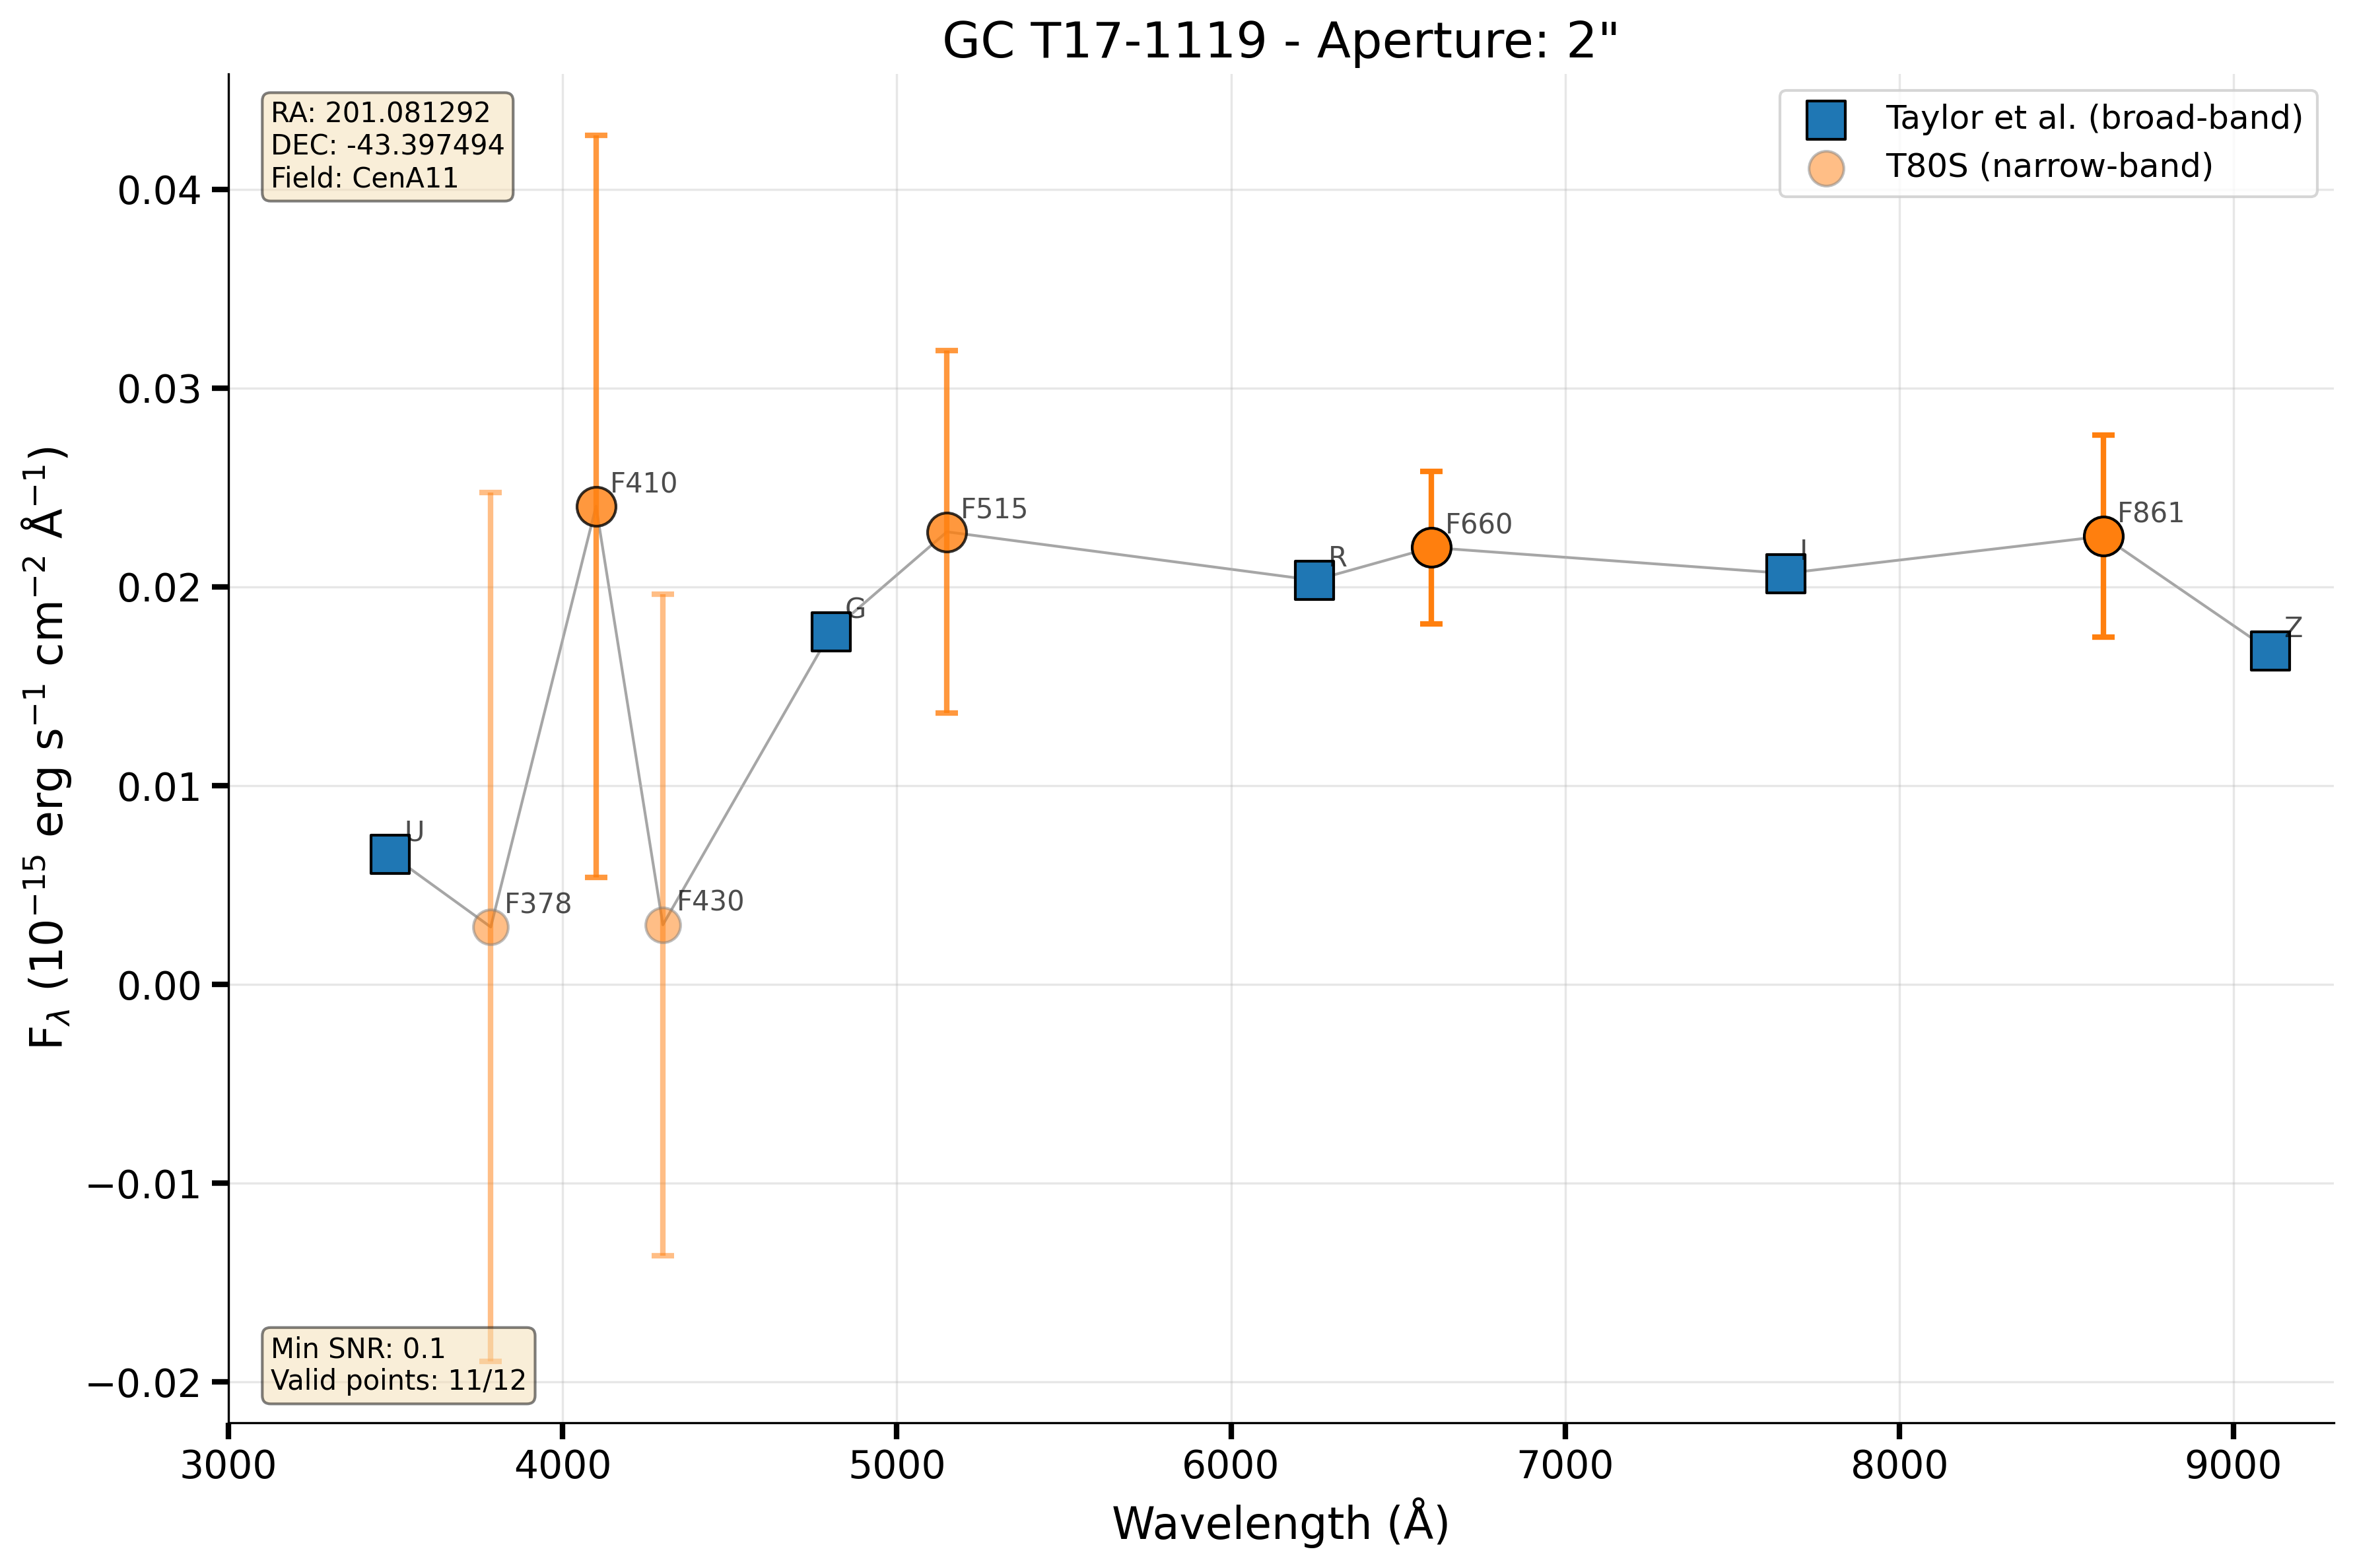 GC T17-1119 - Aperture: 2"
RA: 201.081292
DEC: -43.397494
Field: CenA11
Taylor et al. (broad-band)
T80S (narrow-band)
0.04
0.03
0.02
0.01
0.00
−0.01
−0.02
F$_{\lambda}$ (10$^{-15}$ erg s$^{-1}$ cm$^{-2}$ Å$^{-1}$)
U
F378
F410
F430
G
F515
R
F660
I
F861
Z
Min SNR: 0.1
Valid points: 11/12
3000 4000 5000 6000 7000 8000 9000
Wavelength (Å)